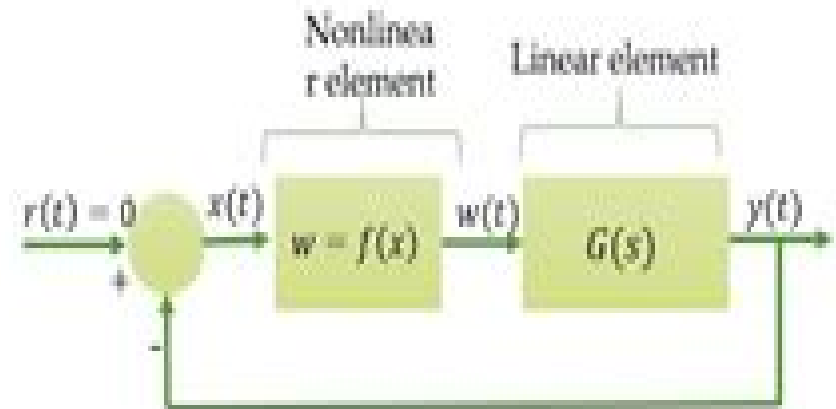 Nonlinea
r element
Linear element
r(t) = 0
x(t)
w = f(x)
w(t)
G(s)
y(t)
+
-